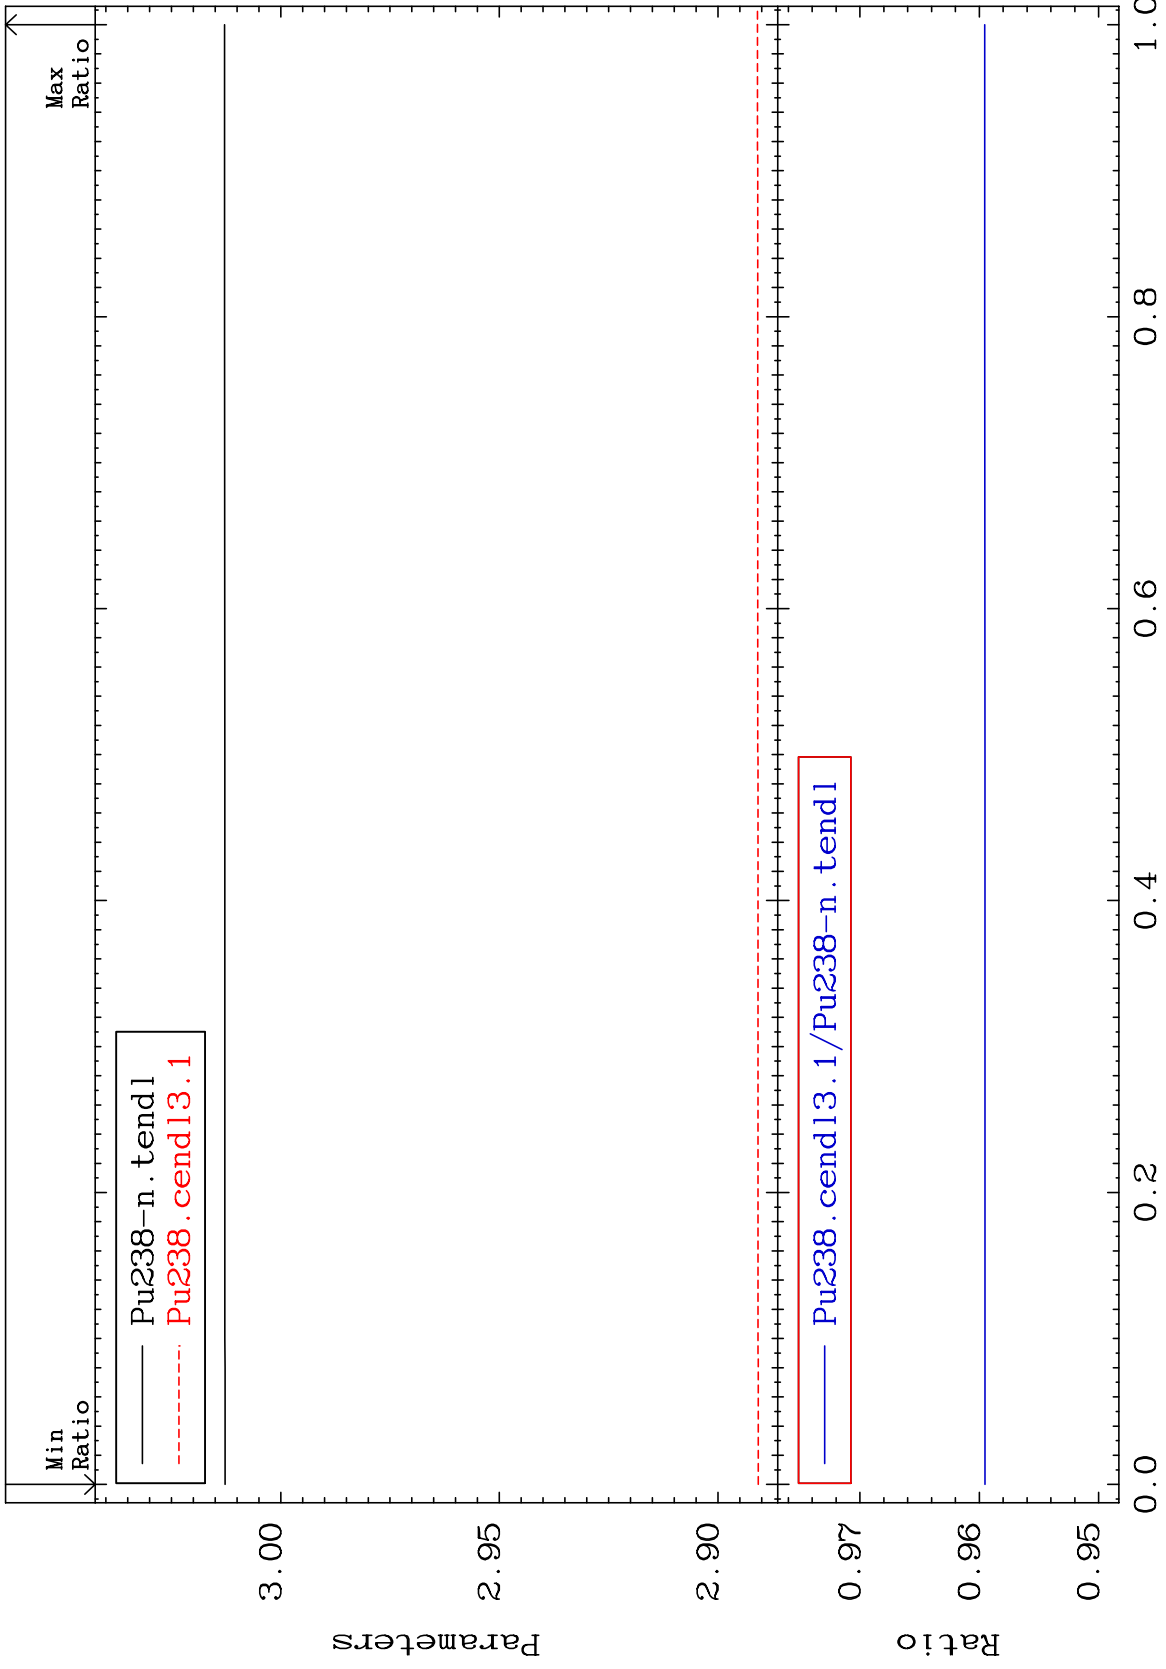 Min
Ratio
Max
Ratio
Pu238-n.tendl
Pu238.cendl3.1
3.00
2.95
2.90
Parameters
Pu238.cendl3.1/Pu238-n.tendl
0.97
0.96
0.95
Ratio
0.0
0.2
0.4
0.6
0.8
1.0